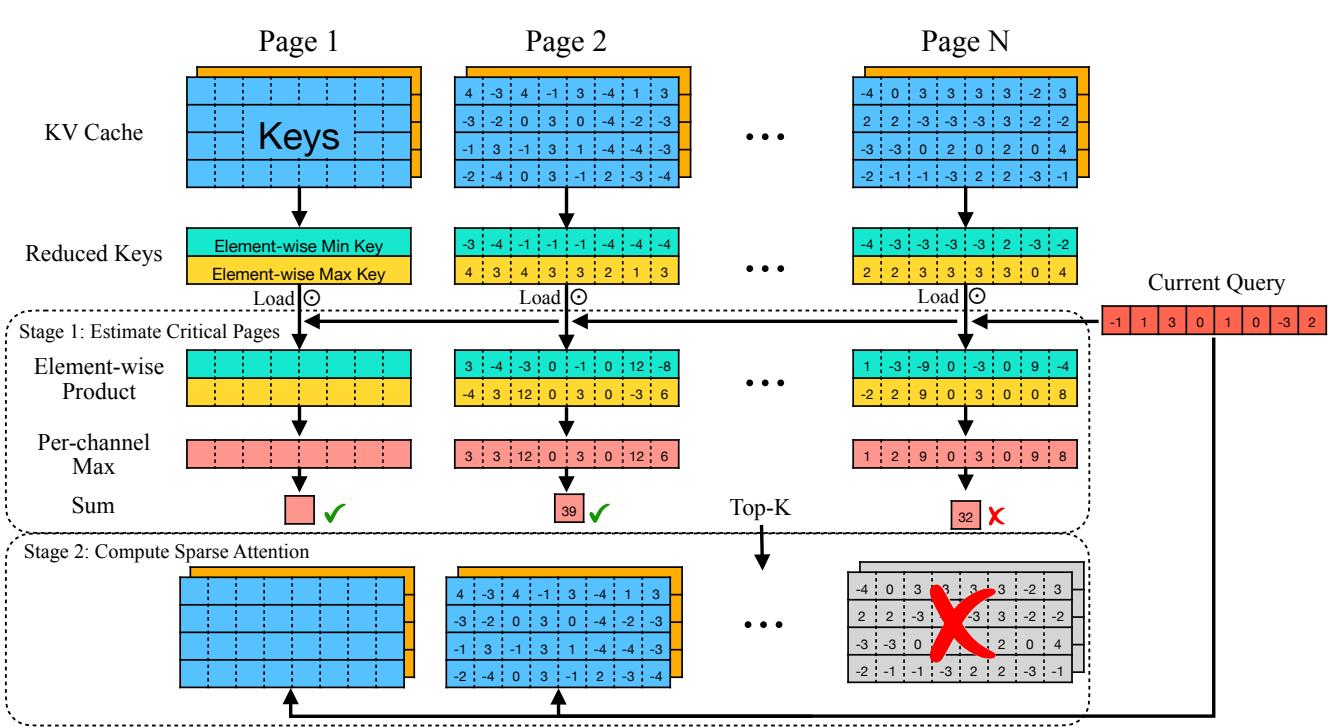 Page 1 Page 2 Page N
KV Cache
Keys
4 -3 4 -1 3 -4 1 3
-3 -2 0 3 0 -4 -2 -3
-1 3 -1 3 1 -4 -4 -3
-2 -4 0 3 -1 2 -3 -4
...
-4 0 3 3 3 3 -2 3
2 2 -3 -3 -3 3 -2 -2
-3 -3 0 2 0 2 0 4
-2 -1 -1 -3 2 2 -3 -1
Reduced Keys
Element-wise Min Key
Element-wise Max Key
-3 -4 -1 -1 -1 -4 -4 -4
4 3 4 3 3 2 1 3
...
-4 -3 -3 -3 -3 2 -3 -2
2 2 3 3 3 3 0 4
Load ⊙ Load ⊙ Load ⊙
Current Query
-1 1 3 0 1 0 -3 2
Stage 1: Estimate Critical Pages
Element-wise
Product
3 -4 -3 0 -1 0 12 -8
-4 3 12 0 3 0 -3 6
...
1 -3 -9 0 -3 0 9 -4
-2 2 9 0 3 0 0 8
Per-channel
Max
3 3 12 0 3 0 12 6
1 2 9 0 3 0 9 8
Sum
39
32
Top-K
Stage 2: Compute Sparse Attention
4 -3 4 -1 3 -4 1 3
-3 -2 0 3 0 -4 -2 -3
-1 3 -1 3 1 -4 -4 -3
-2 -4 0 3 -1 2 -3 -4
...
-4 0 3 3 3 3 -2 3
2 2 -3 -3 3 -2 -2
-3 -3 0 2 0 4
-2 -1 -1 -3 2 2 -3 -1